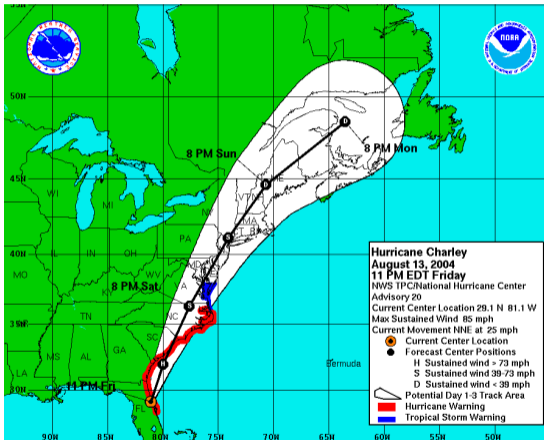 NATIONAL WEATHER SERVICE
NOAA
55N
50N
45N
40N
35N
30N
8 PM Sun
8 PM Mon
8 PM Sat
11 PM Fri
WI
MI
ME
VT
MA
PA
IL
IN
OH
MO
WV
KY
MD
TN
NC
SC
MS
AL
GA
LA
FL
Bermuda
H
S
D
Hurricane Charley
August 13, 2004
11 PM EDT Friday
NWS TPC/National Hurricane Center
Advisory 20
Current Center Location 29.1 N 81.1 W
Max Sustained Wind 85 mph
Current Movement NNE at 25 mph
Current Center Location
Forecast Center Positions
H Sustained wind > 73 mph
S Sustained wind 39-73 mph
D Sustained wind < 39 mph
Potential Day 1-3 Track Area
Hurricane Warning
Tropical Storm Warning
90W 85W 80W 75W 70W 65W 60W